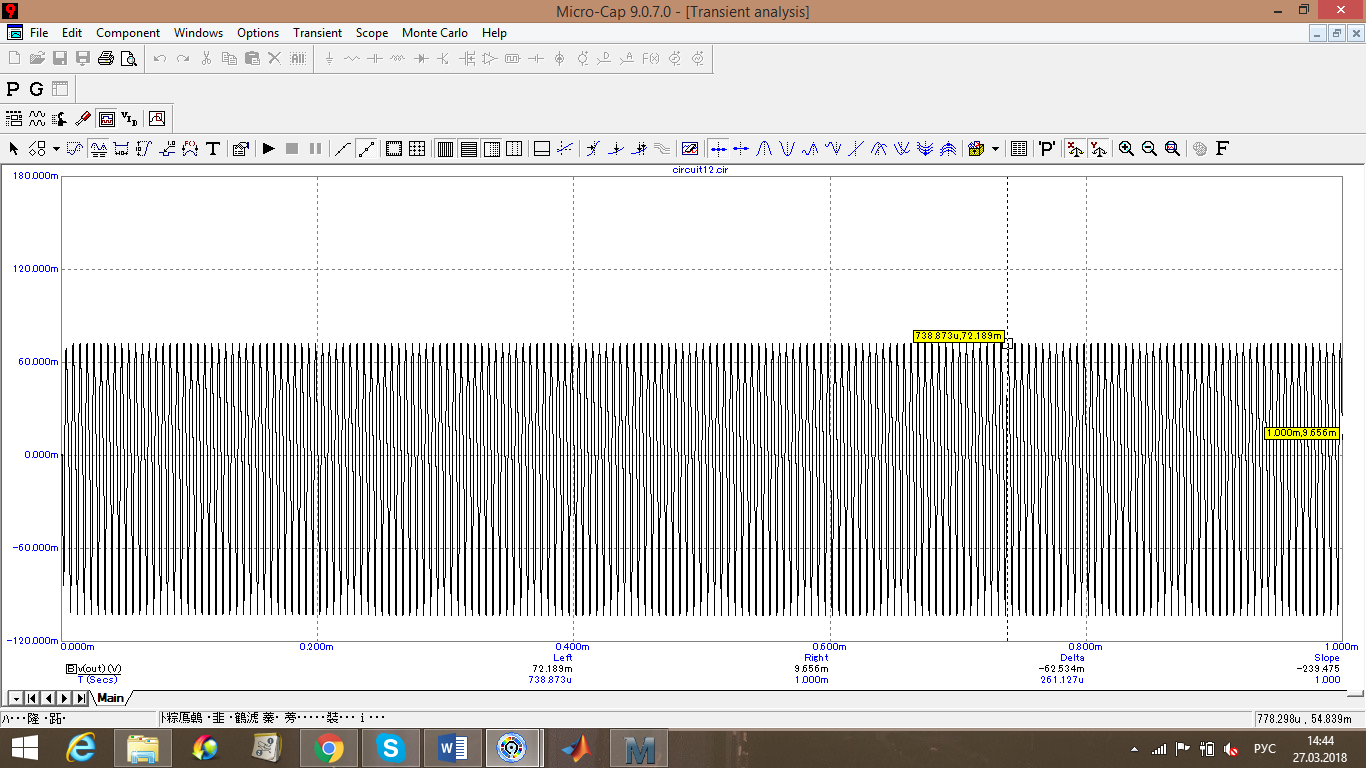 Micro-Cap 9.0.7.0 - [Transient analysis]
File Edit Component Windows Options Transient Scope Monte Carlo Help
P G
circuit12.cir
180.000m
120.000m
738.873u,72.189m
60.000m
1.000m,9.656m
0.000m
-60.000m
-120.000m
0.000m 0.200m 0.400m 0.600m 0.800m 1.000m
Left Right Delta Slope
v(out) (V) 72.189m 9.656m -62.534m -239.475
T (Secs) 738.873u 1.000m 261.127u 1.000
Main
778.298u , 54.839m
РУС
14:44
27.03.2018